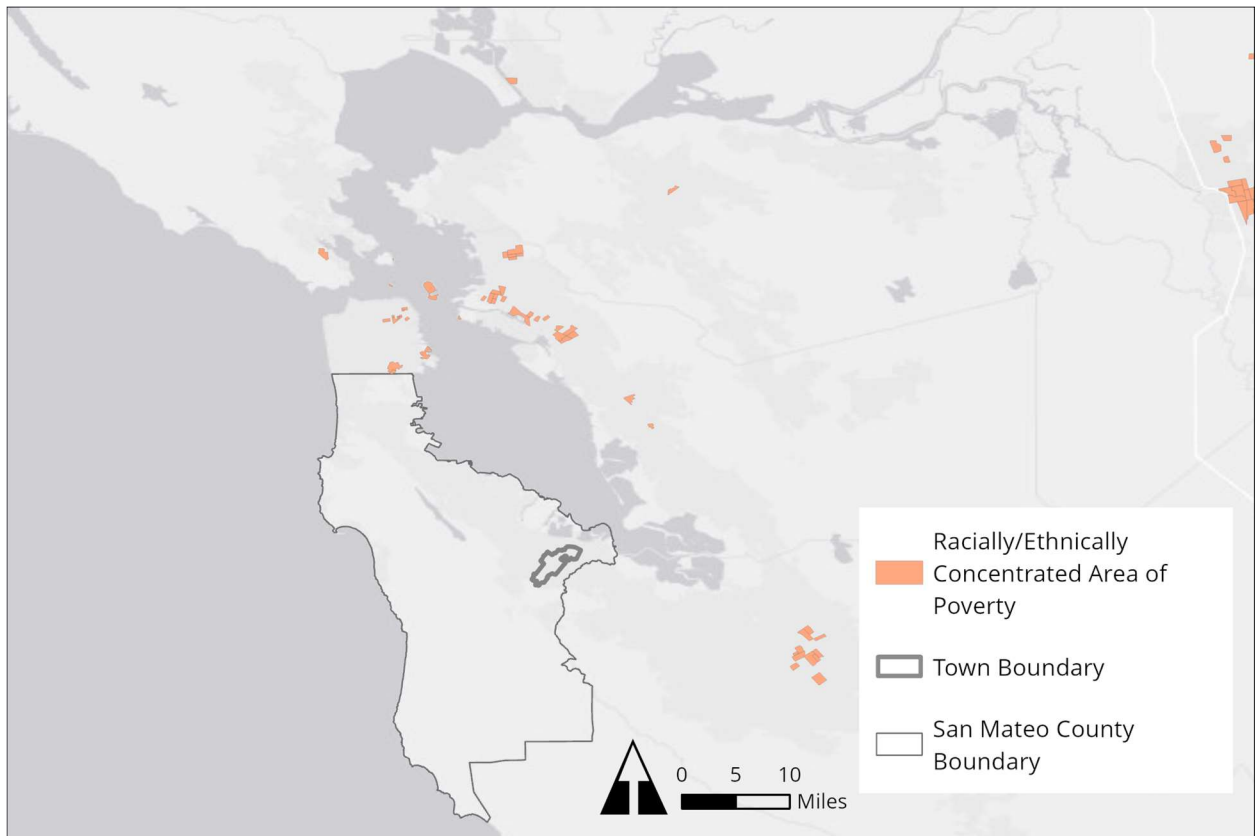 Racially/Ethnically
Concentrated Area of
Poverty
Town Boundary
San Mateo County
Boundary
0 5 10
Miles